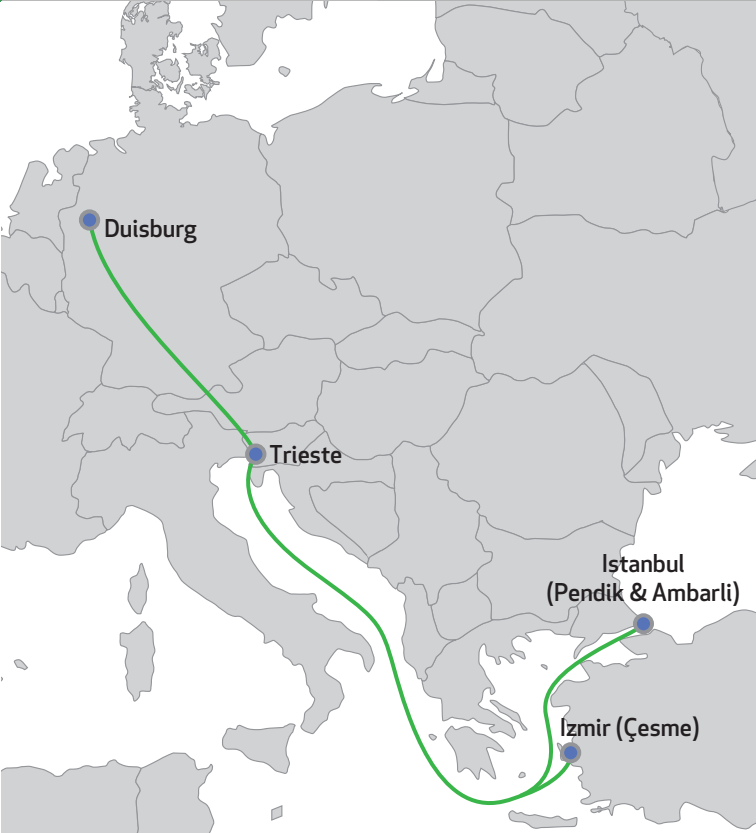 Duisburg
Trieste
Istanbul
(Pendik & Ambarli)
Izmir (Çesme)